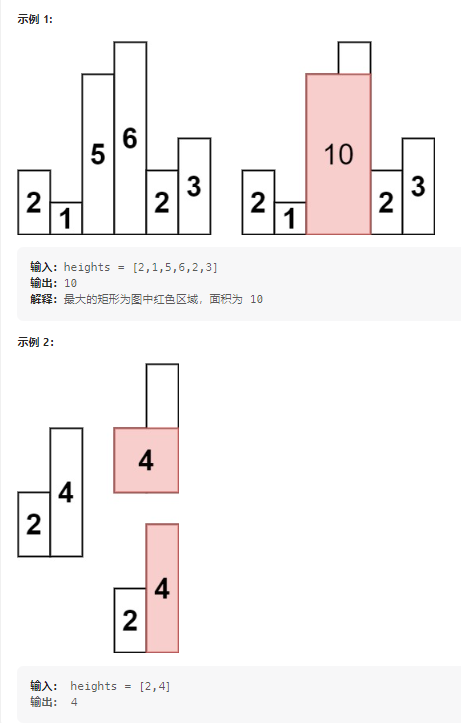 示例 1:
2 1 5 6 2 3
2 1 10 2 3
输入: heights = [2,1,5,6,2,3]
输出: 10
解释: 最大的矩形为图中红色区域，面积为 10
示例 2:
2 4
4
2 4
输入: heights = [2,4]
输出: 4